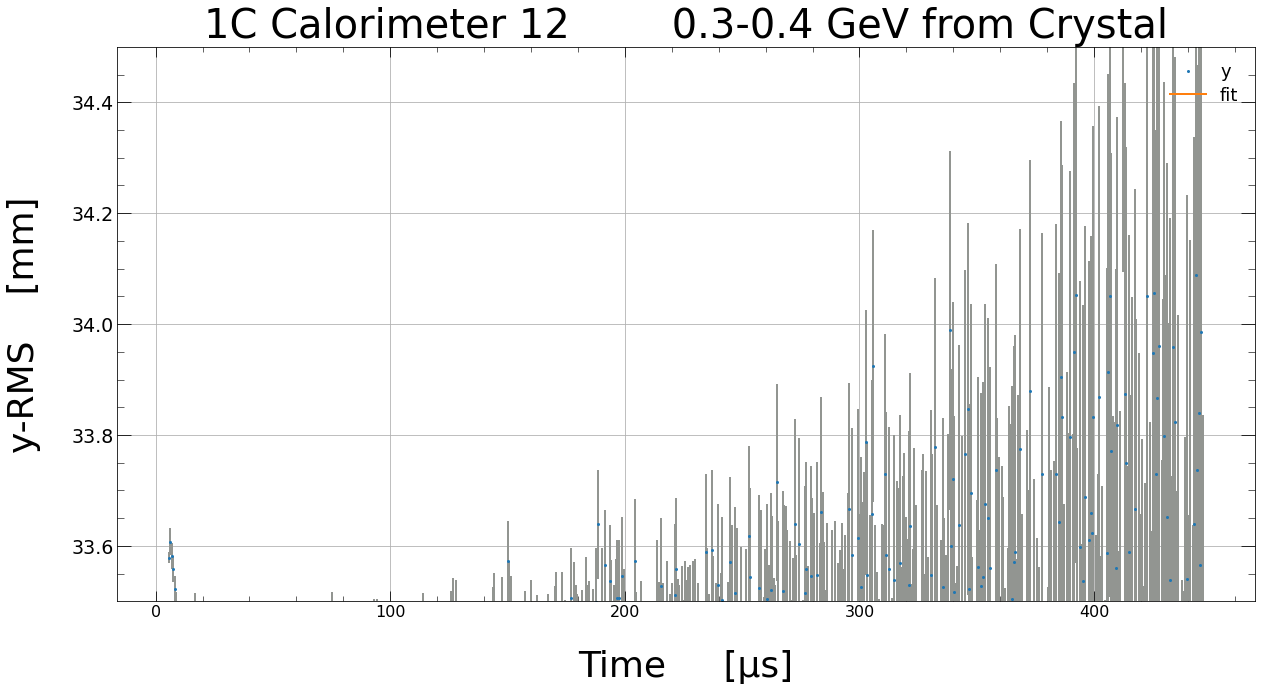 1C Calorimeter 12 0.3-0.4 GeV from Crystal
y
fit
34.4
34.2
34.0
33.8
33.6
y-RMS [mm]
0 100 200 300 400
Time [µs]